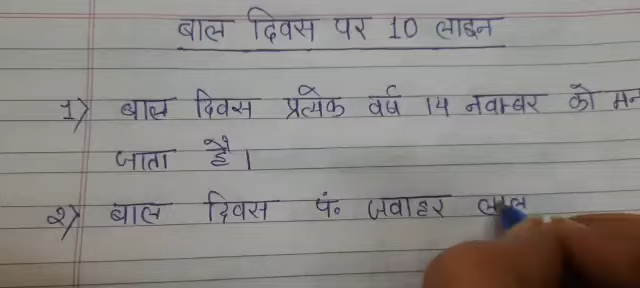 बाल दिवस पर 10 लाइन
1) बाल दिवस प्रत्येक वर्ष 14 नवम्बर को मन
जाता है।
2) बाल दिवस पं. जवाहर लाल